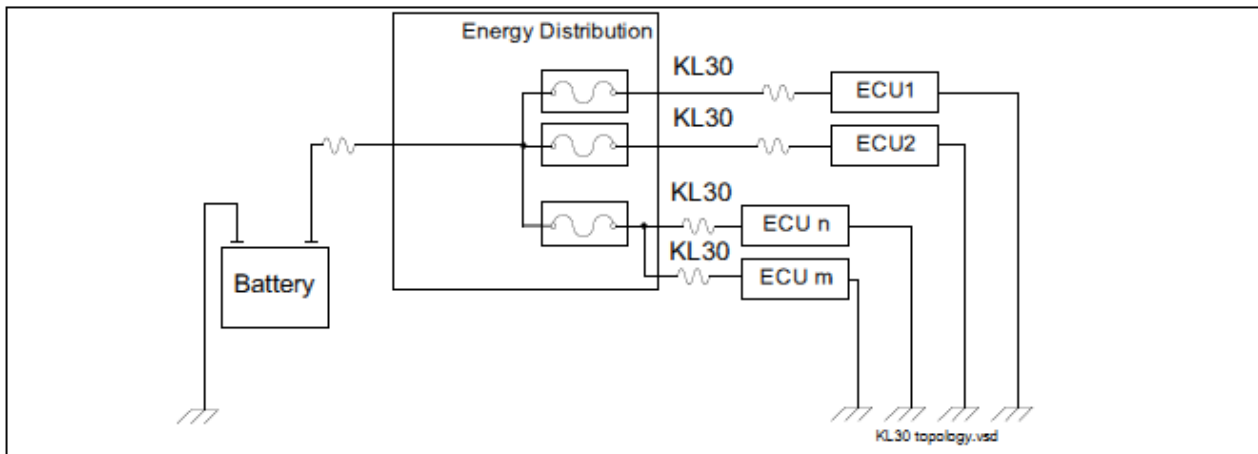 Energy Distribution
KL30
ECU1
KL30
ECU2
KL30
ECU n
KL30
ECU m
Battery
KL30 topology.vsd